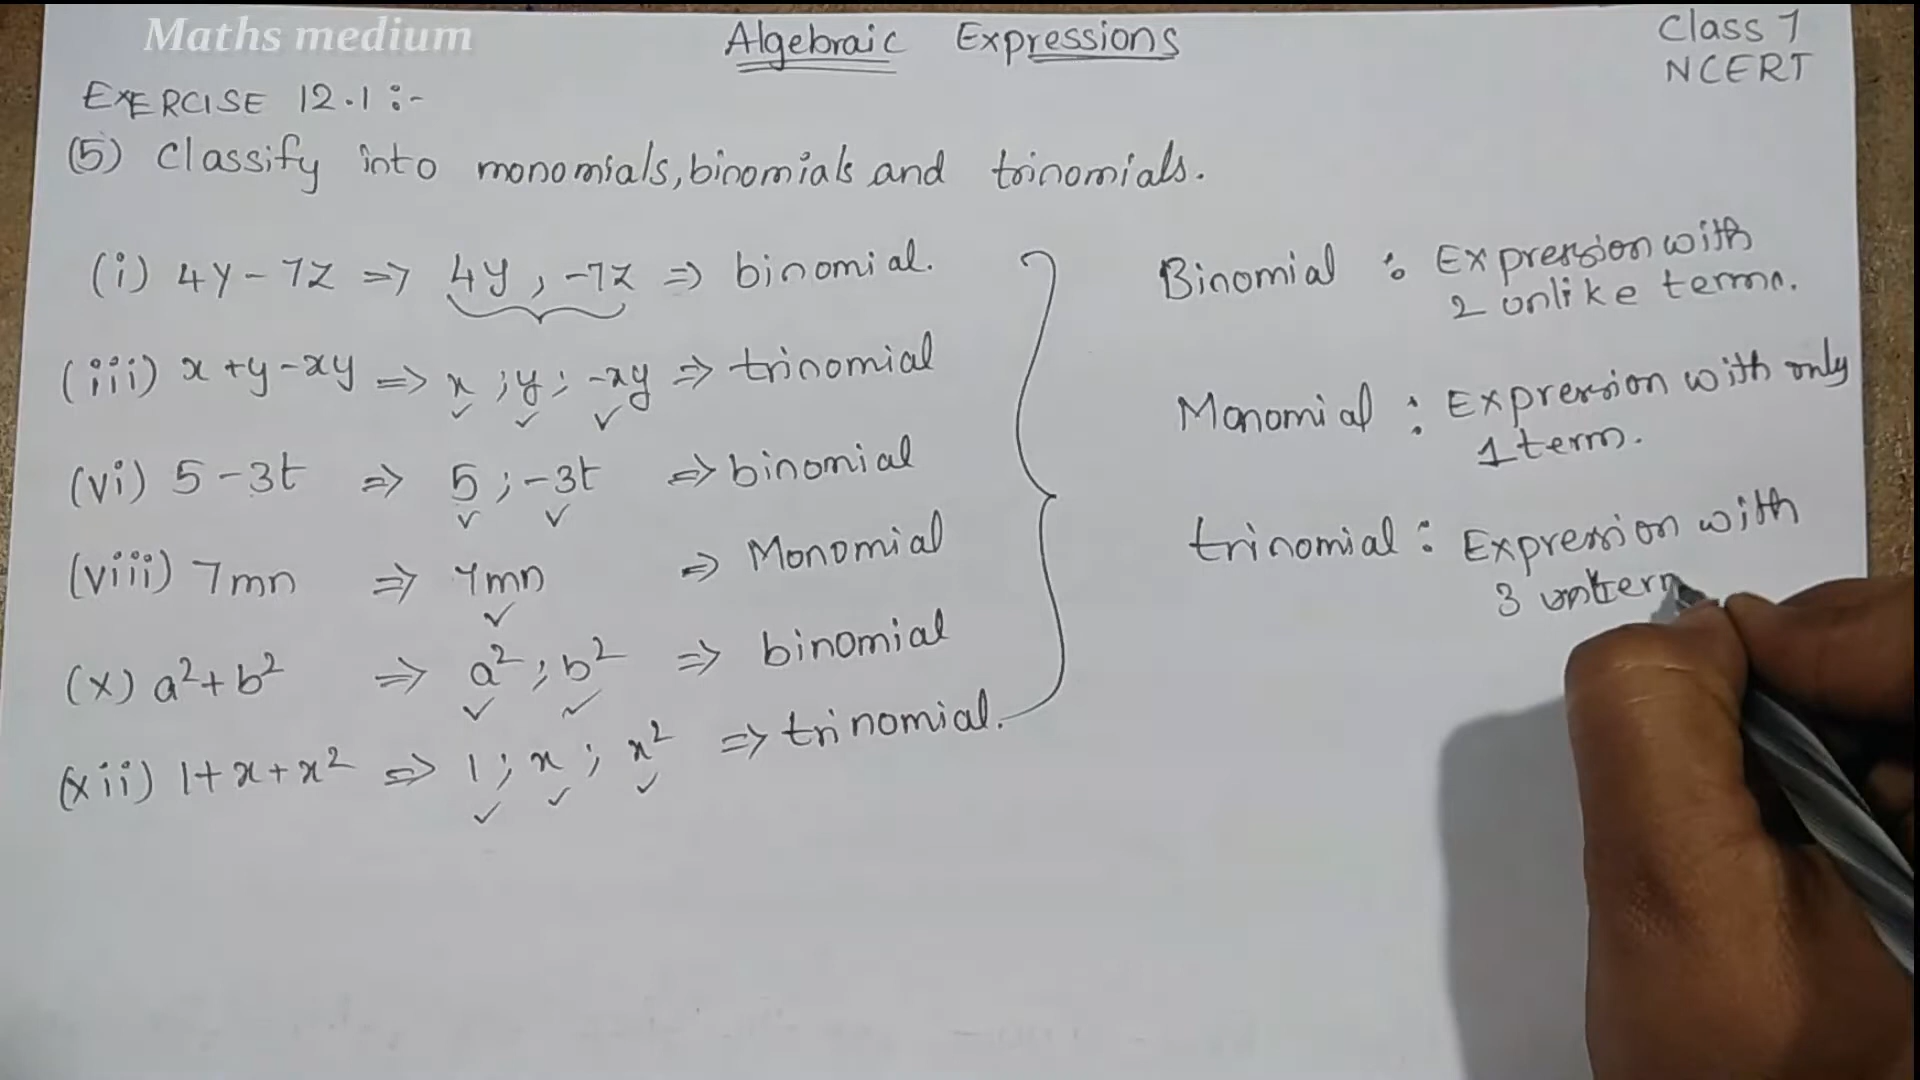 Maths medium
Algebraic Expressions
Class 7
NCERT
EXERCISE 12.1 :-
(5) Classify into monomials, binomials and trinomials.
(i) 4y - 7z => 4y , -7z => binomial.
(iii) x + y - xy => x ; y ; -xy => trinomial
(vi) 5 - 3t => 5 ; -3t => binomial
(viii) 7mn => 7mn => Monomial
(x) a² + b² => a² ; b² => binomial
(xii) 1 + x + x² => 1 ; x ; x² => trinomial.
Binomial : Expression with
2 unlike terms.
Monomial : Expression with only
1 term.
trinomial : Expression with
3